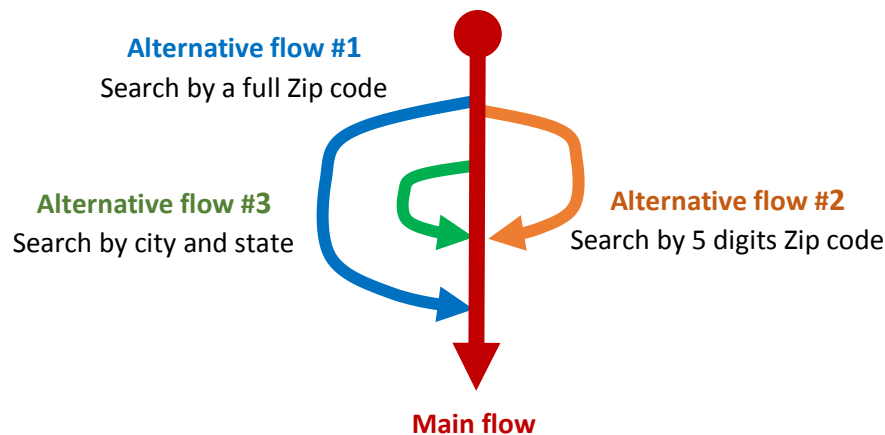 Alternative flow #1
Search by a full Zip code
Alternative flow #3
Search by city and state
Alternative flow #2
Search by 5 digits Zip code
Main flow